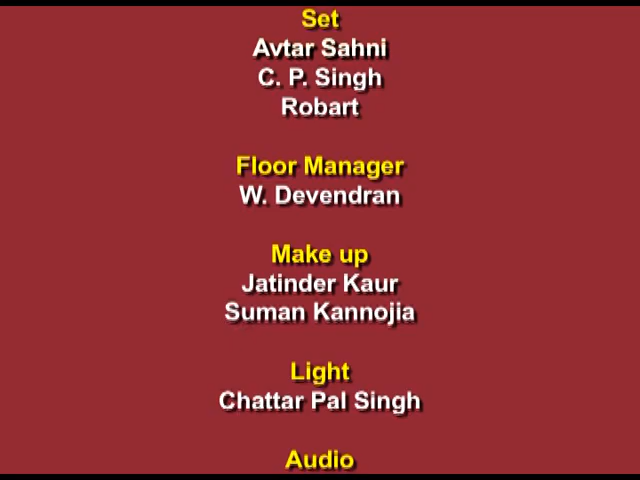 Set
Avtar Sahni
C. P. Singh
Robart
Floor Manager
W. Devendran
Make up
Jatinder Kaur
Suman Kannojia
Light
Chattar Pal Singh
Audio